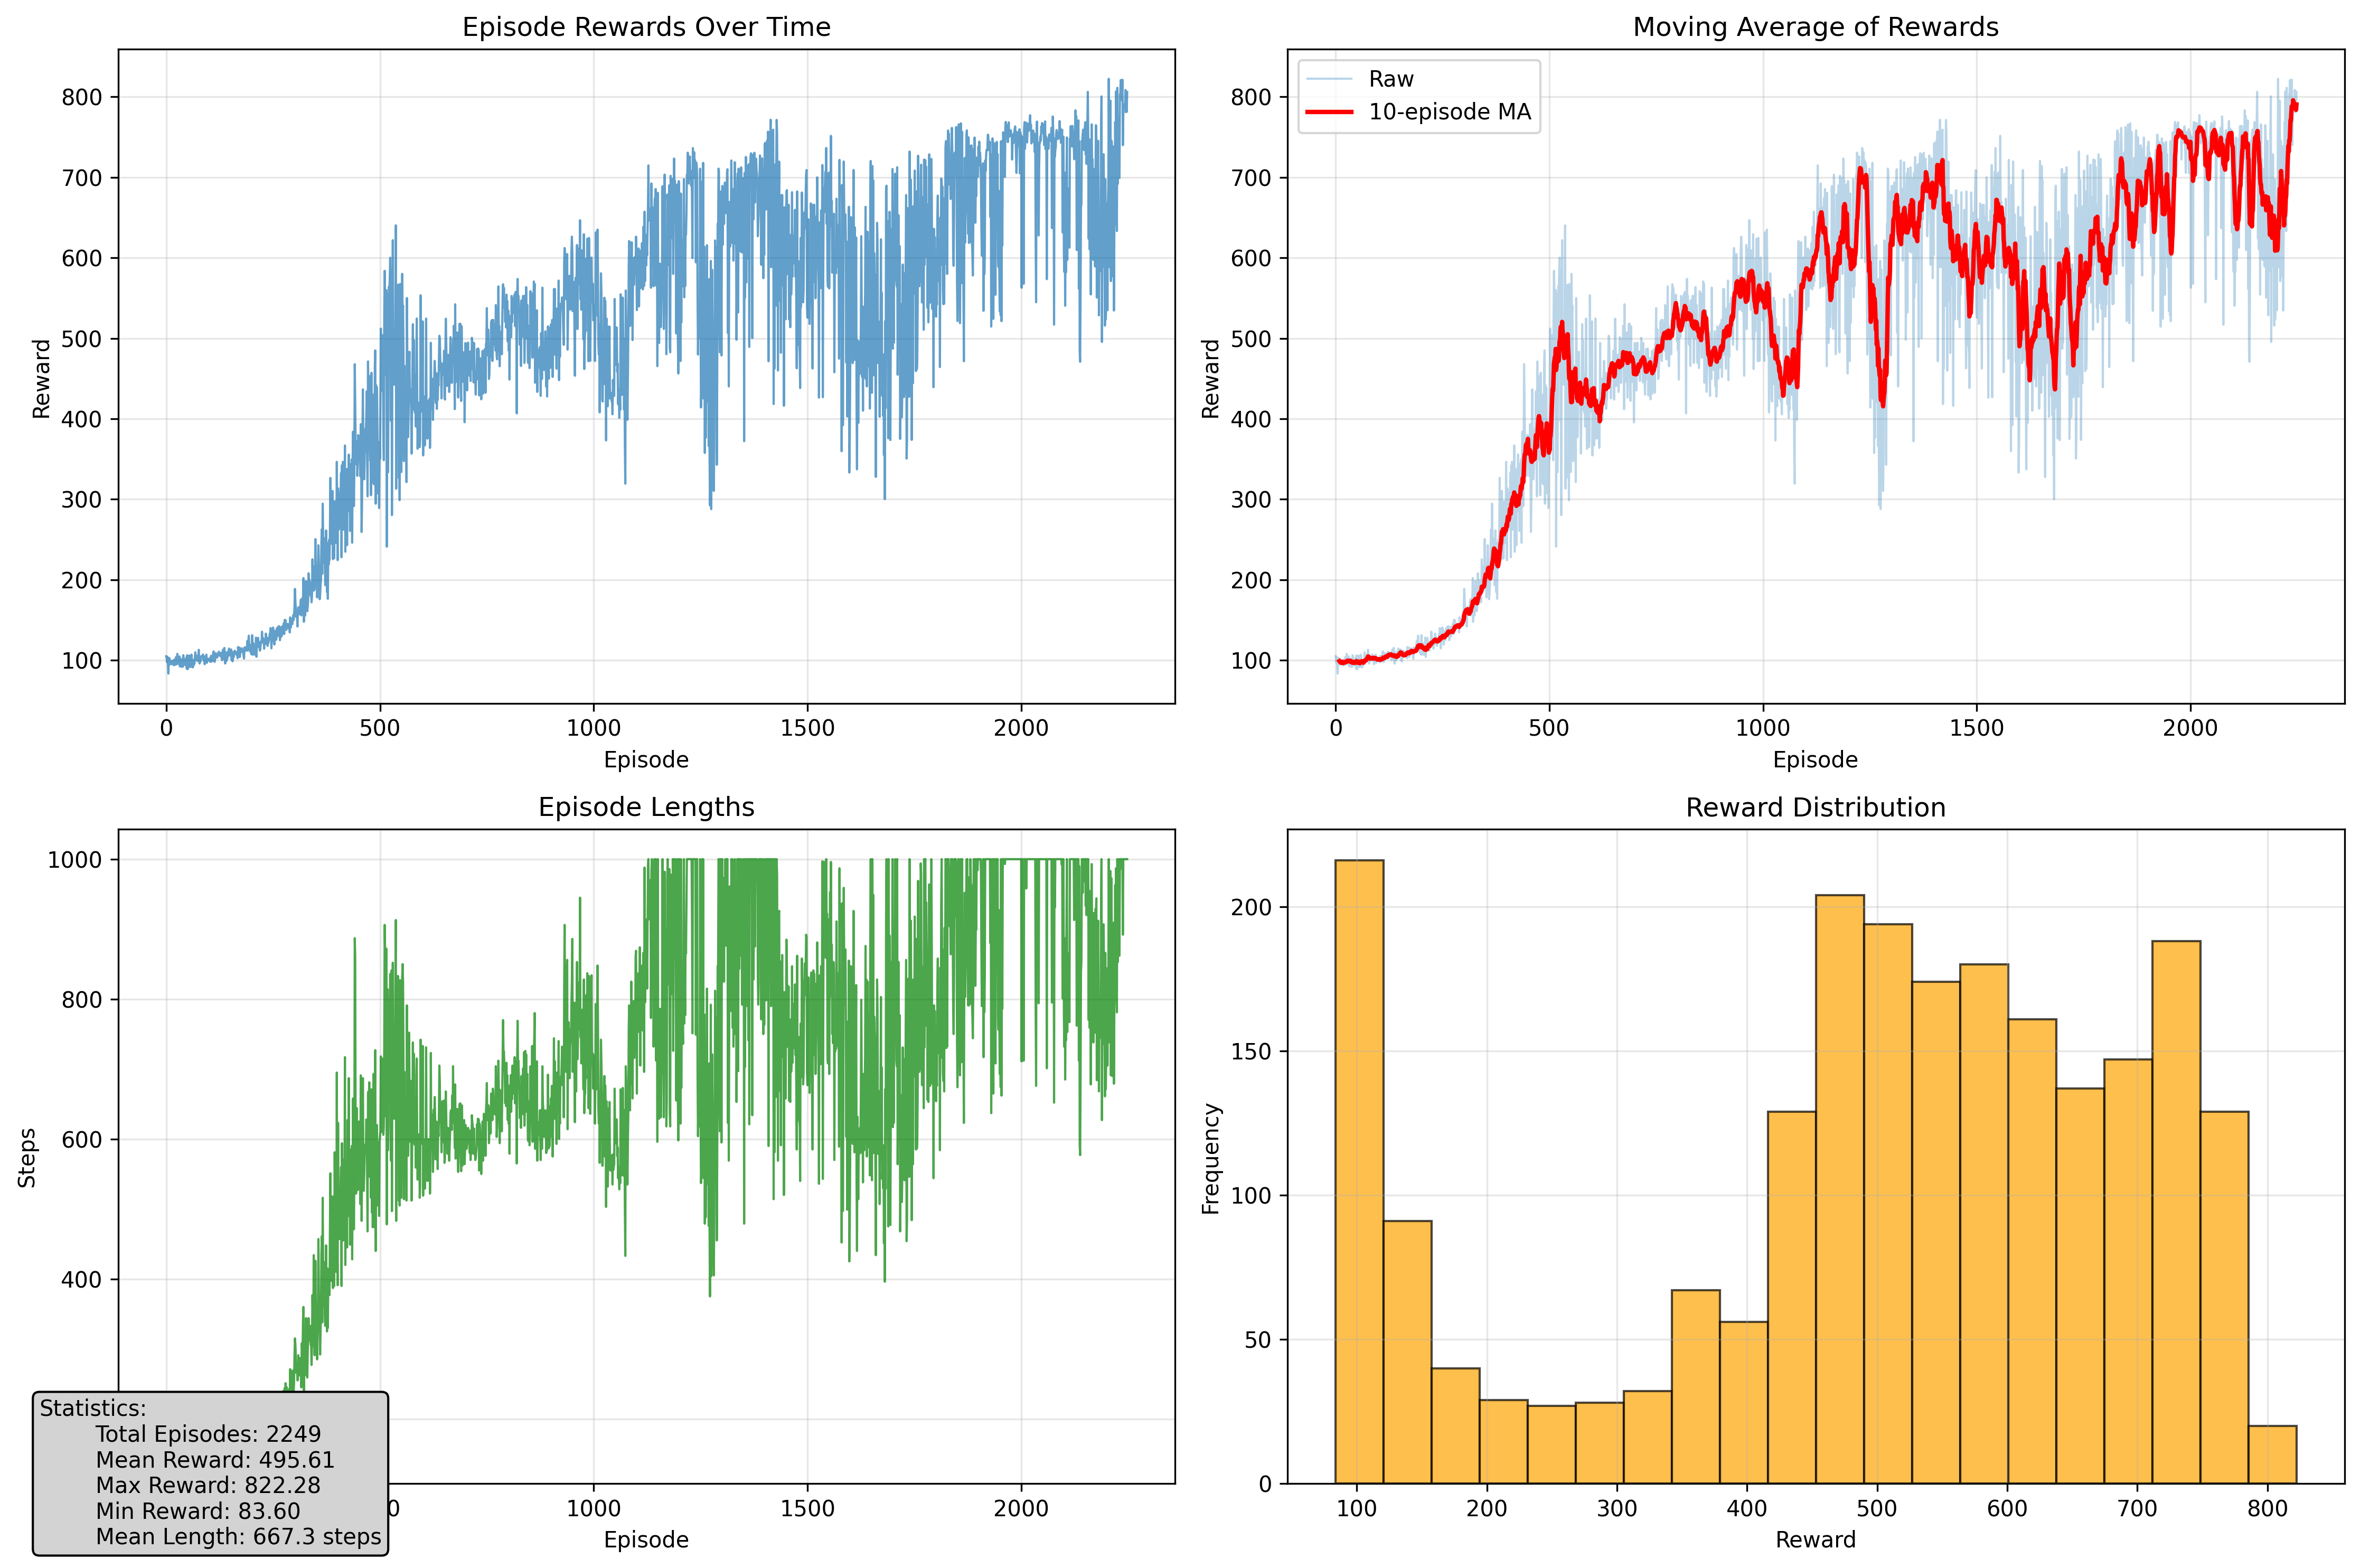 Episode Rewards Over Time
800
700
600
500
400
300
200
100
Reward
0 500 1000 1500 2000
Episode
Moving Average of Rewards
Raw
10-episode MA
800
700
600
500
400
300
200
100
Reward
0 500 1000 1500 2000
Episode
Episode Lengths
1000
800
600
400
Steps
0 1000 1500 2000
Episode
Statistics:
Total Episodes: 2249
Mean Reward: 495.61
Max Reward: 822.28
Min Reward: 83.60
Mean Length: 667.3 steps
Reward Distribution
200
150
100
50
0
Frequency
100 200 300 400 500 600 700 800
Reward